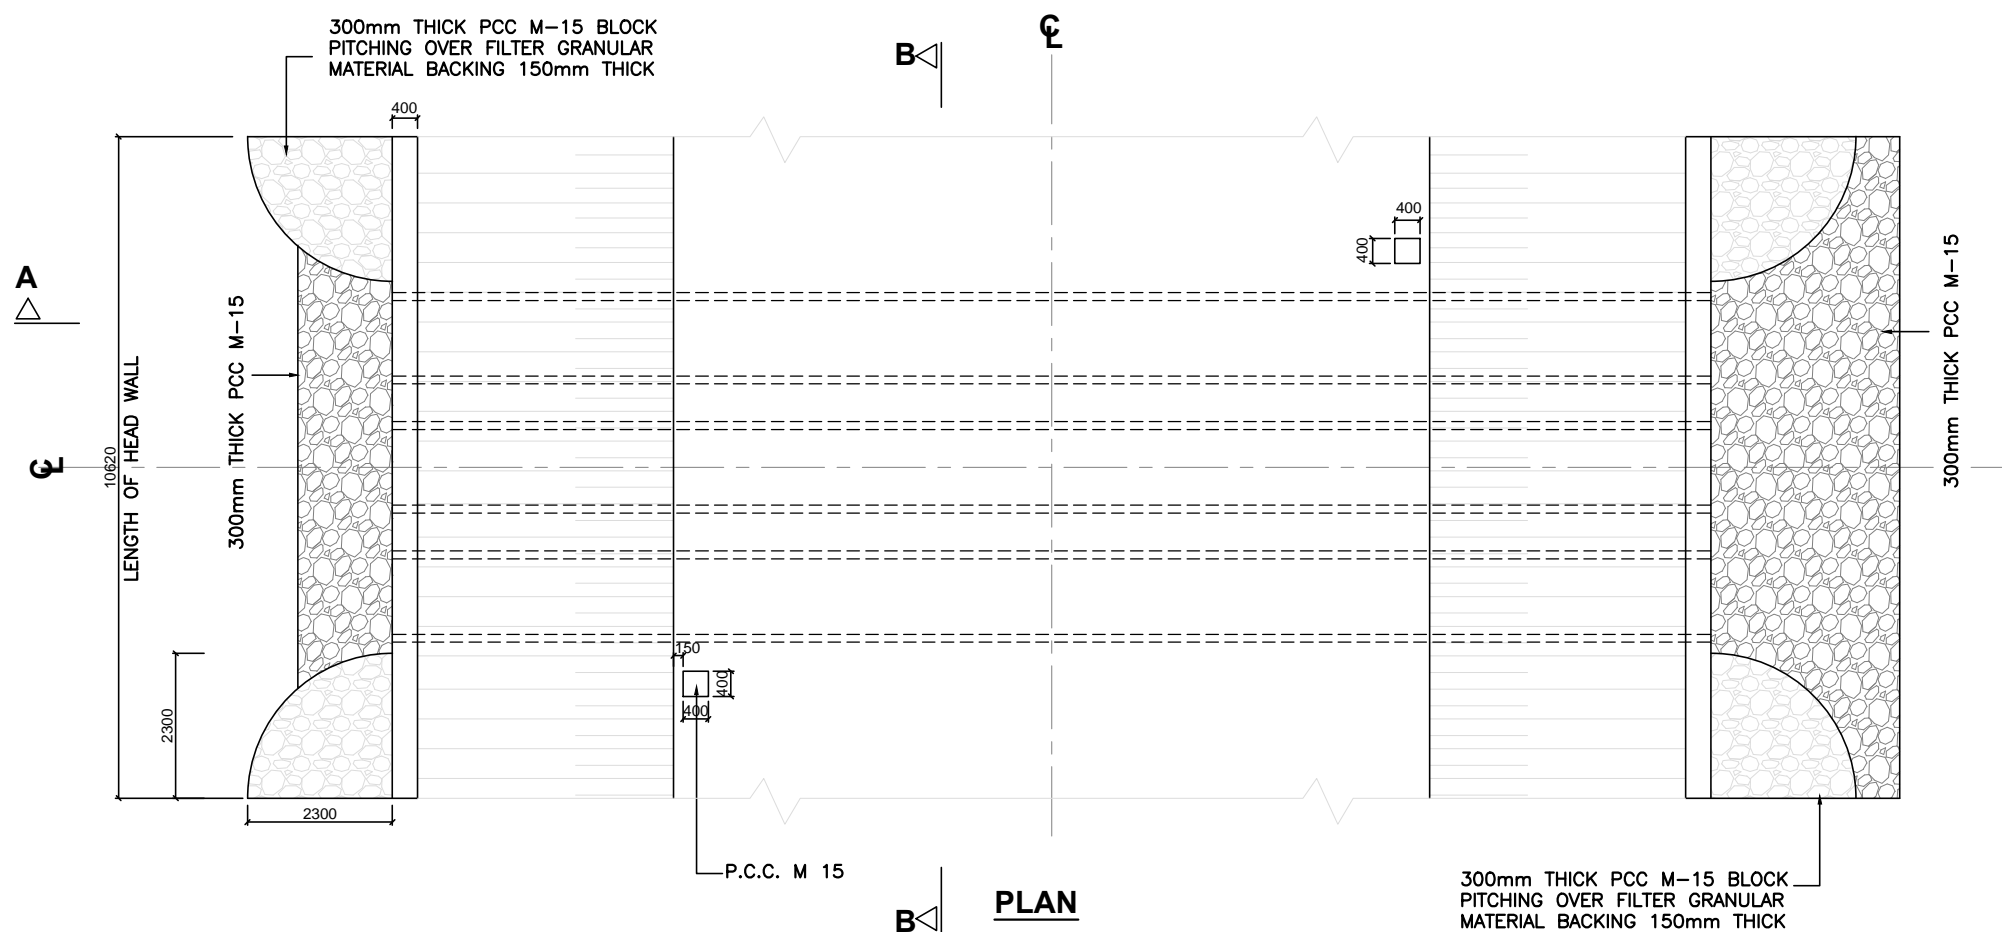 300mm THICK PCC M-15 BLOCK
PITCHING OVER FILTER GRANULAR
MATERIAL BACKING 150mm THICK
B
℄
400
A
400
400
300mm THICK PCC M-15
300mm THICK PCC M-15
LENGTH OF HEAD WALL
10620
℄
150
400
400
2300
2300
P.C.C. M 15
B
PLAN
300mm THICK PCC M-15 BLOCK
PITCHING OVER FILTER GRANULAR
MATERIAL BACKING 150mm THICK